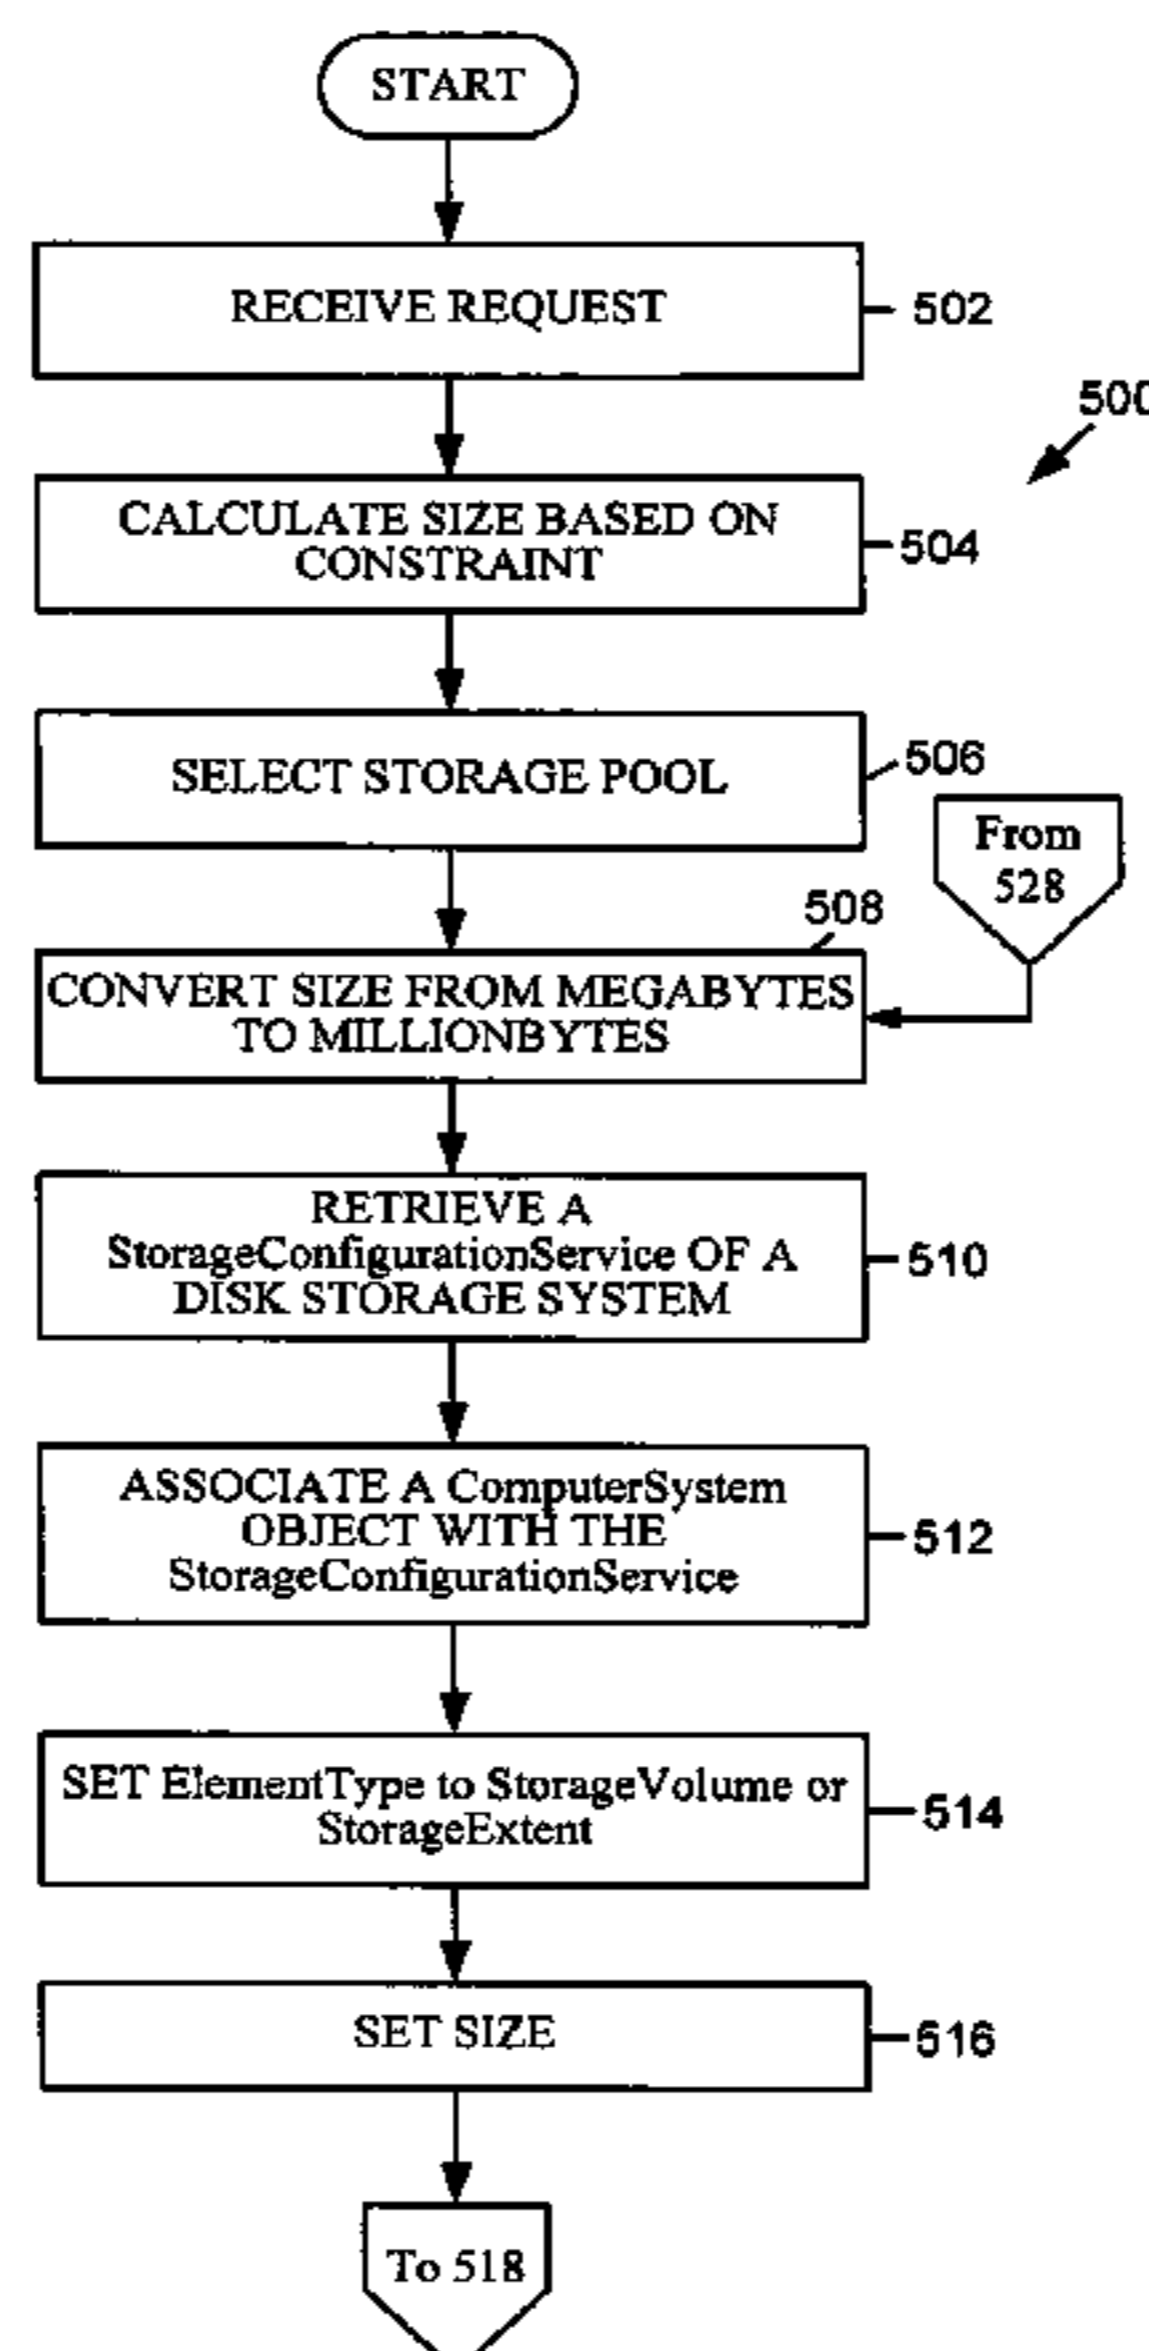 START
RECEIVE REQUEST
502
500
CALCULATE SIZE BASED ON
CONSTRAINT
504
SELECT STORAGE POOL
506
From
528
508
CONVERT SIZE FROM MEGABYTES
TO MILLIONBYTES
RETRIEVE A
StorageConfigurationService OF A
DISK STORAGE SYSTEM
510
ASSOCIATE A ComputerSystem
OBJECT WITH THE
StorageConfigurationService
512
SET ElementType to StorageVolume or
StorageExtent
514
SET SIZE
516
To 518